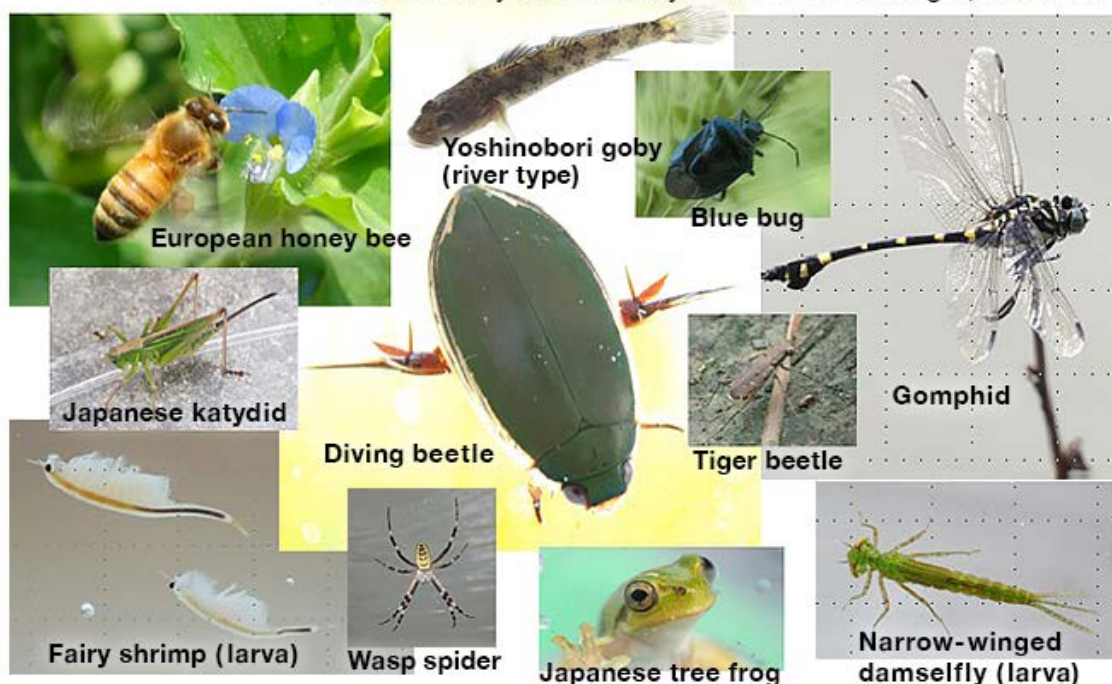 Yoshinobori goby
(river type)
Blue bug
European honey bee
Japanese katydid
Gomphid
Diving beetle
Tiger beetle
Fairy shrimp (larva)
Wasp spider
Japanese tree frog
Narrow-winged
damselfly (larva)